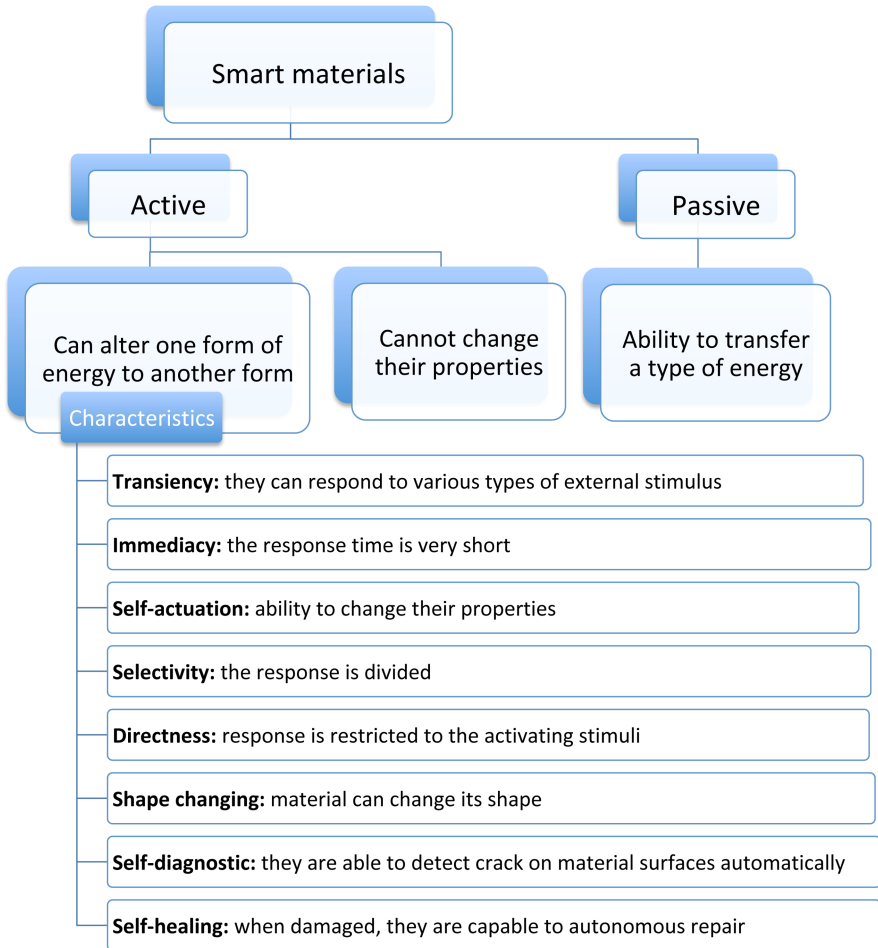 Smart materials
Active
Passive
Can alter one form of
energy to another form
Cannot change
their properties
Ability to transfer
a type of energy
Characteristics
Transiency: they can respond to various types of external stimulus
Immediacy: the response time is very short
Self-actuation: ability to change their properties
Selectivity: the response is divided
Directness: response is restricted to the activating stimuli
Shape changing: material can change its shape
Self-diagnostic: they are able to detect crack on material surfaces automatically
Self-healing: when damaged, they are capable to autonomous repair